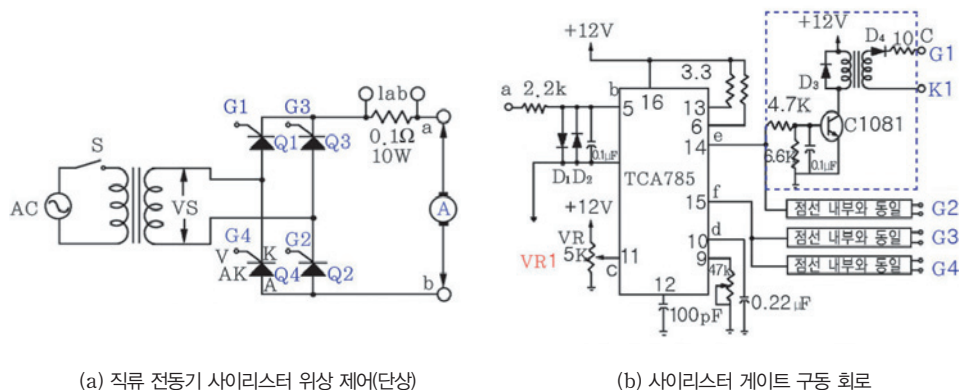 S
AC
VS
G1
G3
Q1
Q3
lab
0.1Ω
10W
a
A
G4
G2
V
K
AK
Q4
A
Q2
b
+12V
a
2.2k
b
5
16
3.3
13
6
e
14
D₁D₂
0.1μF
TCA785
+12V
VR
5K
VR1
11
C
12
100pF
15
f
10
d
9
47k
0.22μF
+12V
D₃
D₄
10
C
G1
K1
4.7K
C1081
6.6K
0.1μF
점선 내부와 동일
G2
점선 내부와 동일
G3
점선 내부와 동일
G4
(a) 직류 전동기 사이리스터 위상 제어(단상)
(b) 사이리스터 게이트 구동 회로